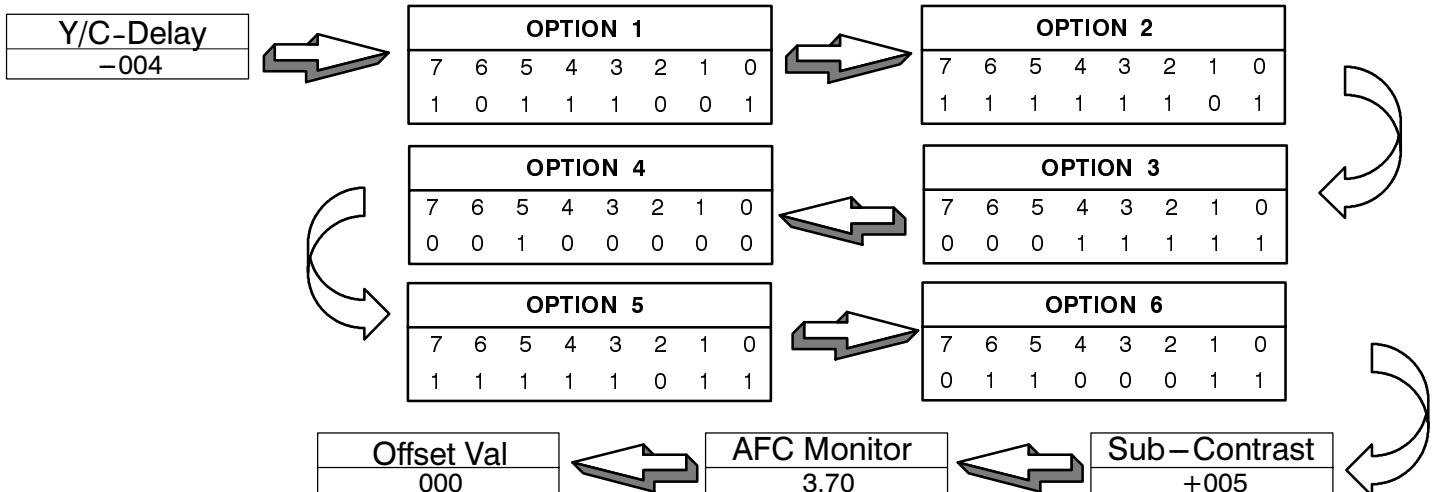 Y/C-Delay
−004
OPTION 1
7 6 5 4 3 2 1 0
1 0 1 1 1 0 0 1
OPTION 2
7 6 5 4 3 2 1 0
1 1 1 1 1 1 0 1
OPTION 3
7 6 5 4 3 2 1 0
0 0 0 1 1 1 1 1
OPTION 4
7 6 5 4 3 2 1 0
0 0 1 0 0 0 0 0
OPTION 5
7 6 5 4 3 2 1 0
1 1 1 1 1 0 1 1
OPTION 6
7 6 5 4 3 2 1 0
0 1 1 0 0 0 1 1
Sub−Contrast
+005
AFC Monitor
3.70
Offset Val
000